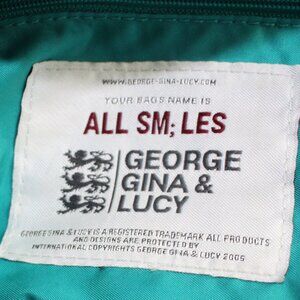 WWW.GEORGE-GINA-LUCY.COM
YOUR BAGS NAME IS
ALL SM; LES
GEORGE
GINA &
LUCY
GEORGE GINA & LUCY IS A REGISTERED TRADEMARK ALL PRODUCTS
AND DESIGNS ARE PROTECTED BY
INTERNATIONAL COPYRIGHTS GEORGE GINA & LUCY 2005